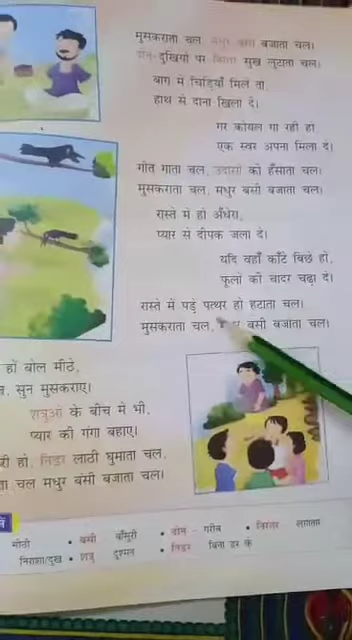 मुसकराता चल, मधुर बंसी बजाता चल।
दीन-दुखियों पर सुख लुटाता चल।
बाग में चिड़ियाँ मिलें तो,
हाथ से दाना खिला दे।
गर कोयल गा रही हो
एक स्वर अपना मिला दे।
गीत गाता चल, उदासों को हँसाता चल।
मुसकराता चल, मधुर बंसी बजाता चल।
रास्ते में हो अँधेरा,
प्यार से दीपक जला दे।
यदि वहाँ काँटे बिछे हों,
फूलों की चादर चढ़ा दे।
रास्ते में पड़े पत्थर हों हटाता चल।
मुसकराता चल, बंसी बजाता चल।
हों बोल मीठे,
सुन मुसकराए।
शत्रुओं के बीच में भी,
प्यार की गंगा बहाए।
हो, निडर लाठी घुमाता चल,
चल मधुर बंसी बजाता चल।
मीठी • बंसी बाँसुरी • दीन - गरीब • निरंतर लगातार
निराशा/दुख • शत्रु दुश्मन • निडर बिना डर के